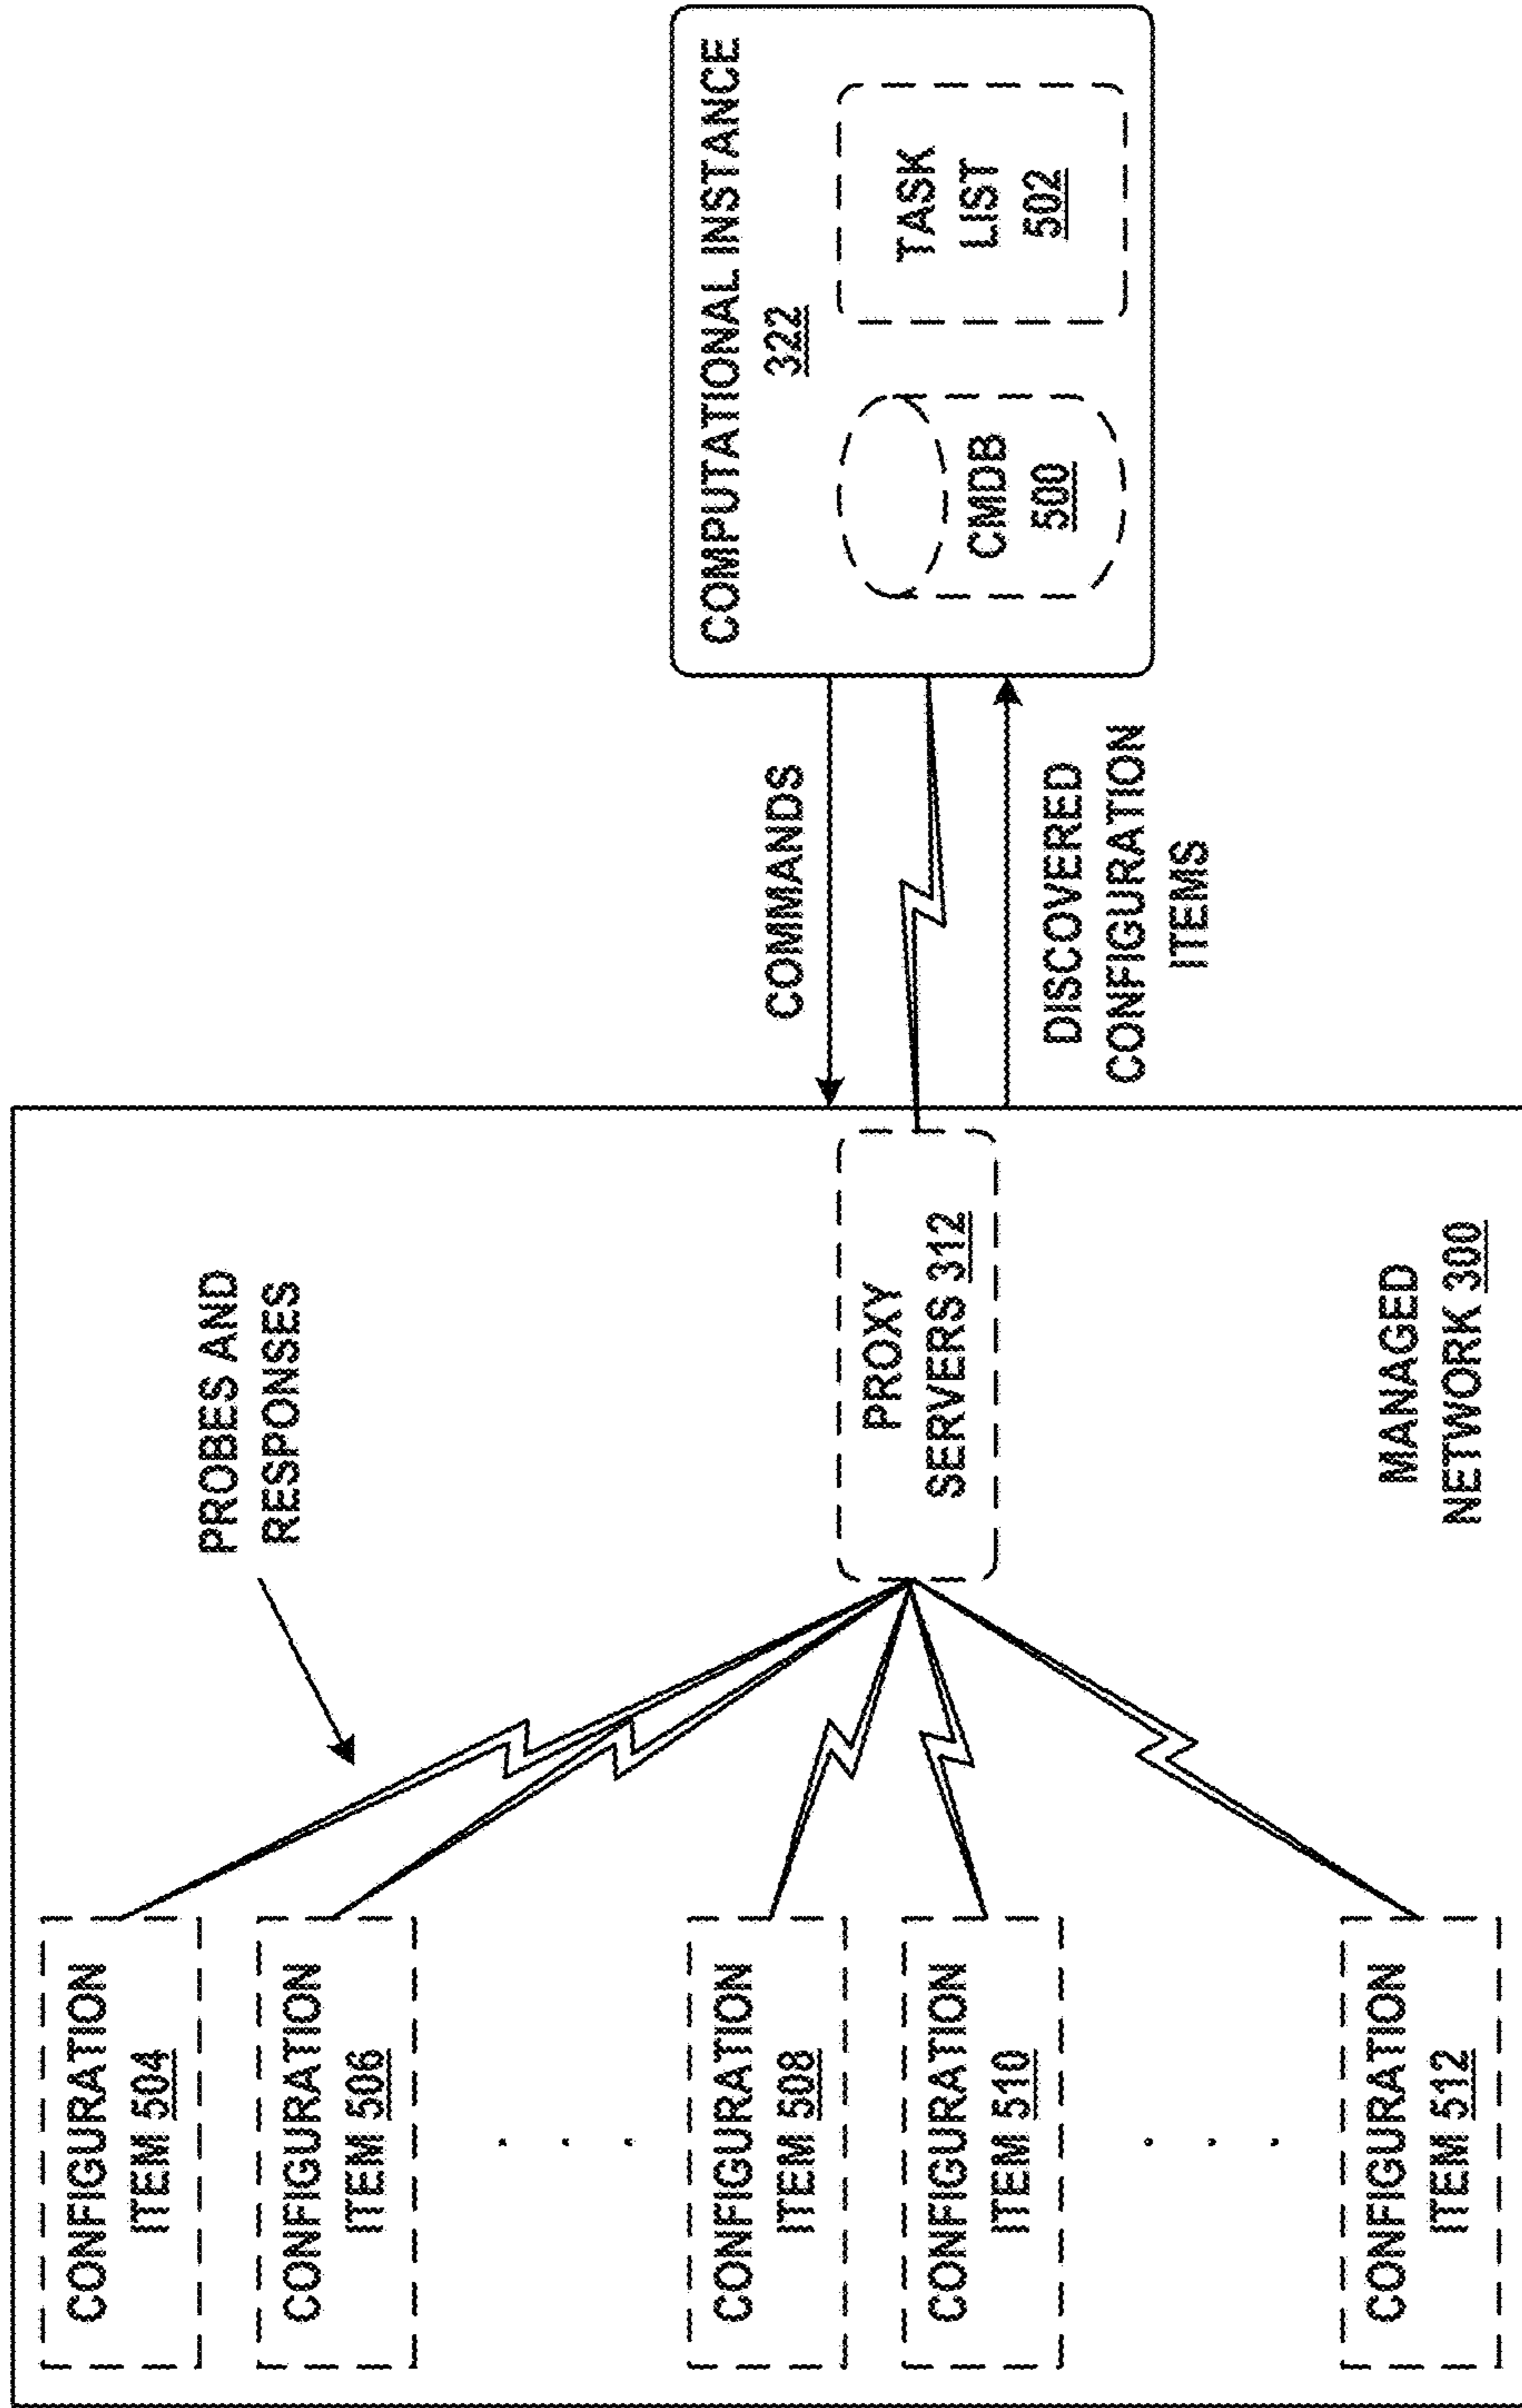 CONFIGURATION
ITEM 504
CONFIGURATION
ITEM 506
CONFIGURATION
ITEM 508
CONFIGURATION
ITEM 510
CONFIGURATION
ITEM 512
PROBES AND
RESPONSES
PROXY
SERVERS 312
MANAGED
NETWORK 300
COMMANDS
DISCOVERED
CONFIGURATION
ITEMS
COMPUTATIONAL INSTANCE
322
CMDB
500
TASK
LIST
502